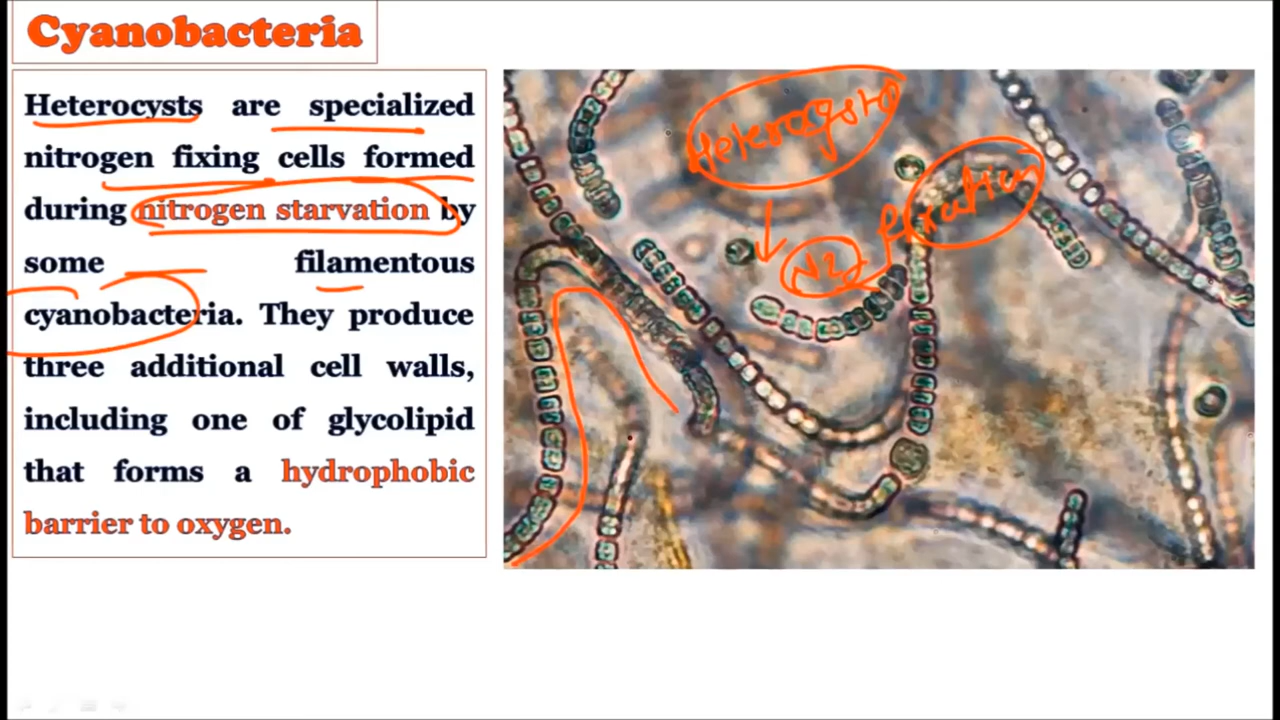 Cyanobacteria
Heterocysts are specialized
nitrogen fixing cells formed
during nitrogen starvation by
some filamentous
cyanobacteria. They produce
three additional cell walls,
including one of glycolipid
that forms a hydrophobic
barrier to oxygen.
N2
fixation